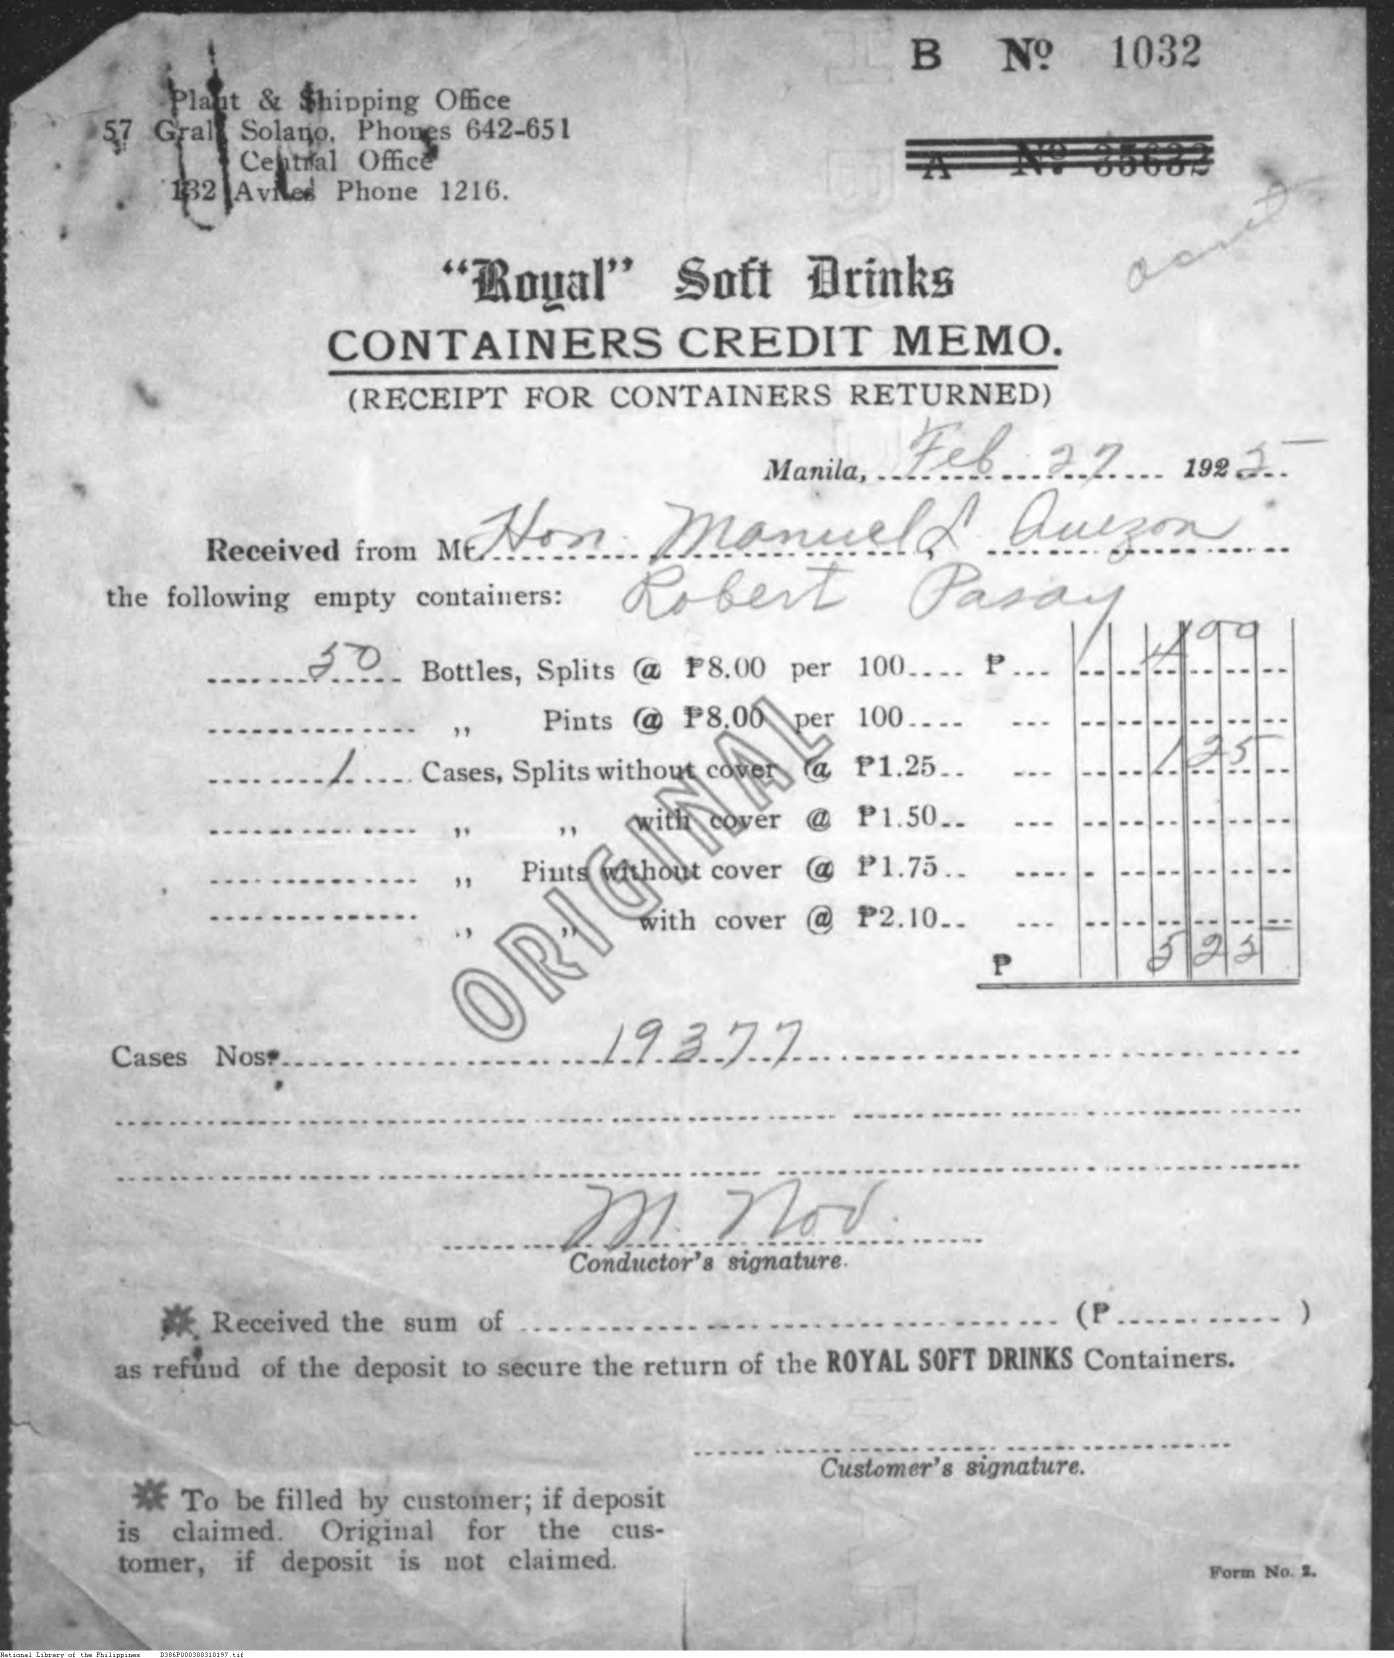 B Nº 1032
Plant & Shipping Office
57 Gral. Solano, Phones 642-651
Central Office
132 Aviles Phone 1216.
A Nº 35632
"Royal" Soft Drinks
CONTAINERS CREDIT MEMO.
(RECEIPT FOR CONTAINERS RETURNED)
Manila, Feb 27 1925
Received from Mr. Hon. Manuel L. Quezon
the following empty containers: Robert Pasay
50 Bottles, Splits @ ₱8.00 per 100 ₱ 4 00
,, Pints @ ₱8.00 per 100
1 Cases, Splits without cover @ ₱1.25 1 25
,, ,, with cover @ ₱1.50
,, Pints without cover @ ₱1.75
,, ,, with cover @ ₱2.10
₱ 5 25
ORIGINAL
Cases Nos. 19377
M. Nov.
Conductor's signature.
Received the sum of (₱ )
as refund of the deposit to secure the return of the ROYAL SOFT DRINKS Containers.
Customer's signature.
To be filled by customer; if deposit
is claimed. Original for the cus-
tomer, if deposit is not claimed.
Form No. 2.
National Library of the Philippines D386P000388310197.tif